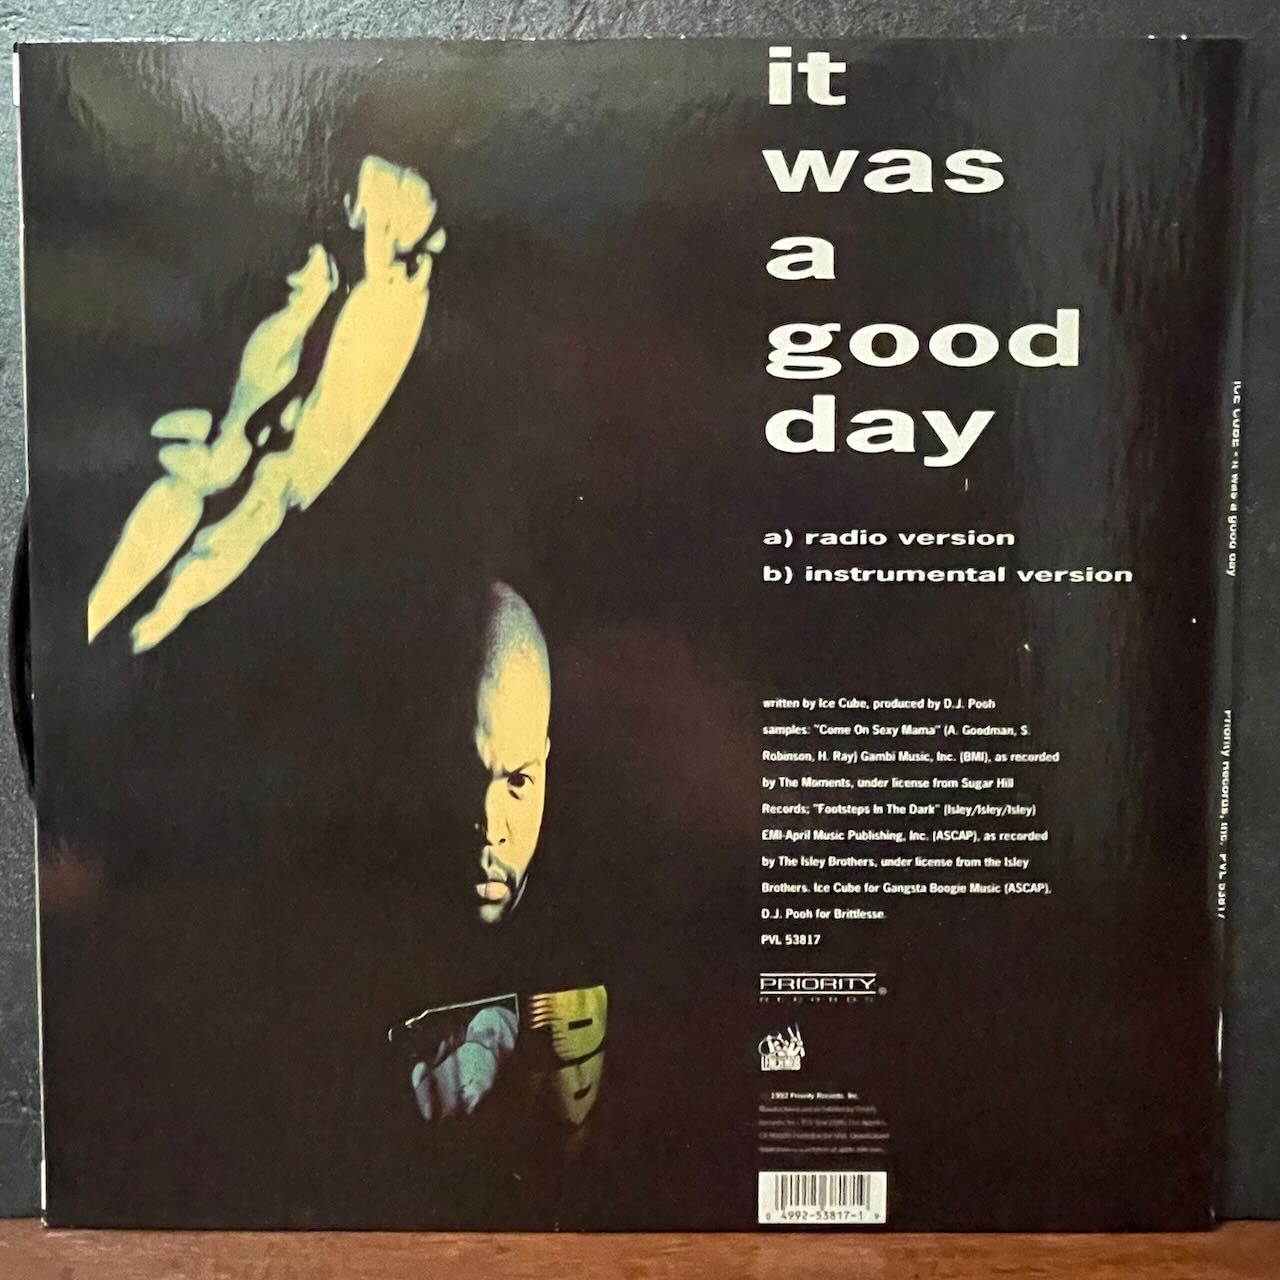 it
was
a
good
day
a) radio version
b) instrumental version
written by Ice Cube, produced by D.J. Pooh
samples: "Come On Sexy Mama" (A. Goodman, S.
Robinson, H. Ray) Gambi Music, Inc. (BMI), as recorded
by The Moments, under license from Sugar Hill
Records; "Footsteps In The Dark" (Isley/Isley/Isley)
EMI-April Music Publishing, Inc. (ASCAP), as recorded
by The Isley Brothers, under license from the Isley
Brothers. Ice Cube for Gangsta Boogie Music (ASCAP).
D.J. Pooh for Brittlesse.
PVL 53817
PRIORITY
RECORDS
LENCH MOB
1992 Priority Records, Inc.
0 4992-53817-1 9
ICE CUBE • it was a good day
Priority Records, Inc. PVL 53817